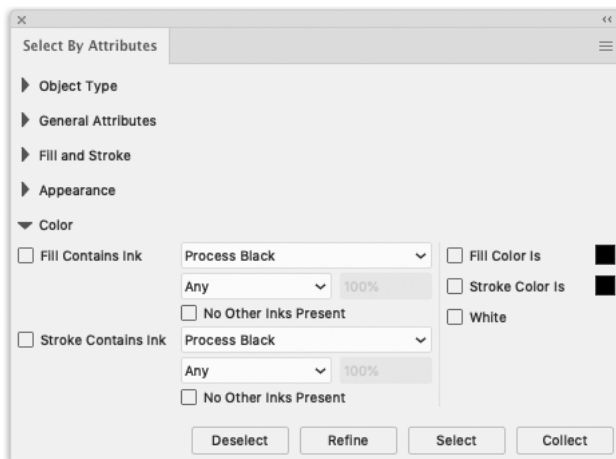 Select By Attributes
Object Type
General Attributes
Fill and Stroke
Appearance
Color
Fill Contains Ink Process Black Fill Color Is
Any 100% Stroke Color Is
No Other Inks Present White
Stroke Contains Ink Process Black
Any 100%
No Other Inks Present
Deselect Refine Select Collect